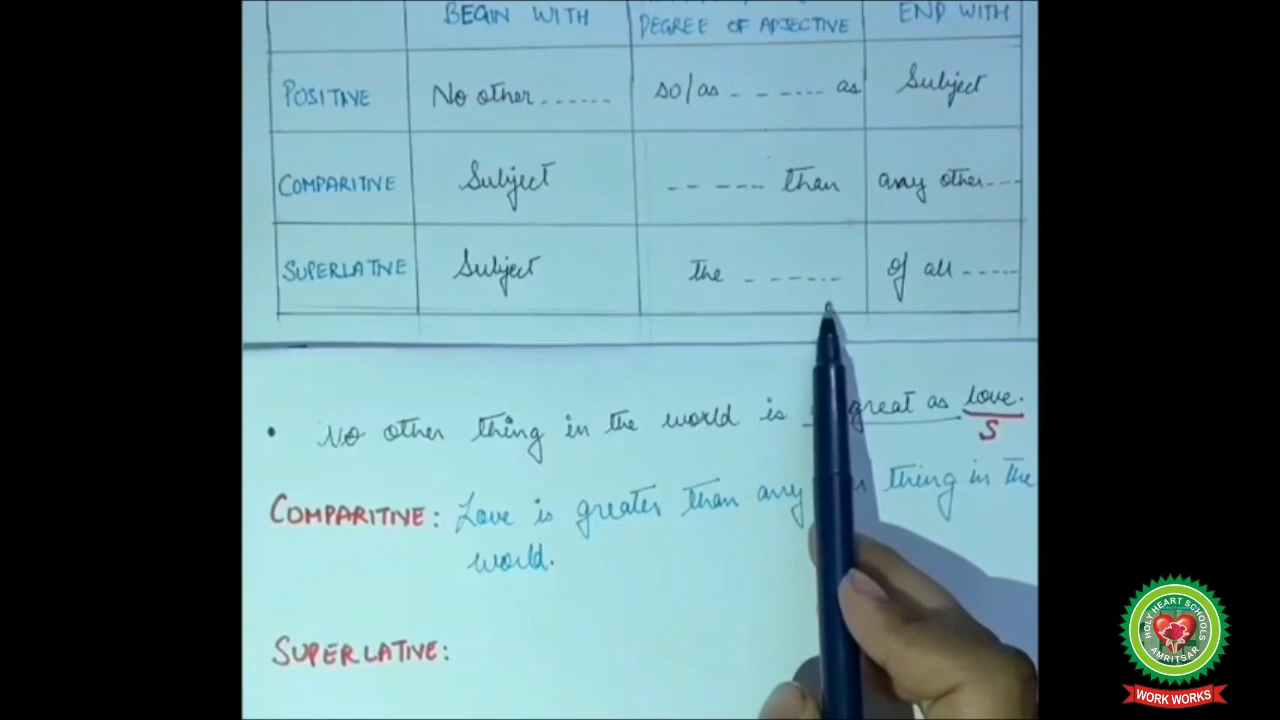 BEGIN WITH
DEGREE OF ADJECTIVE
END WITH
POSITIVE
No other ......
so/as - - ---- as
Subject
COMPARITIVE
Subject
- - ---- than
any other ----
SUPERLATIVE
Subject
the - -----
of all -----
• No other thing in the world is great as love.
S
COMPARITIVE: Love is greater than any thing in the
world.
SUPERLATIVE:
HOLY HEART SCHOOLS
AMRITSAR
WORK WORKS